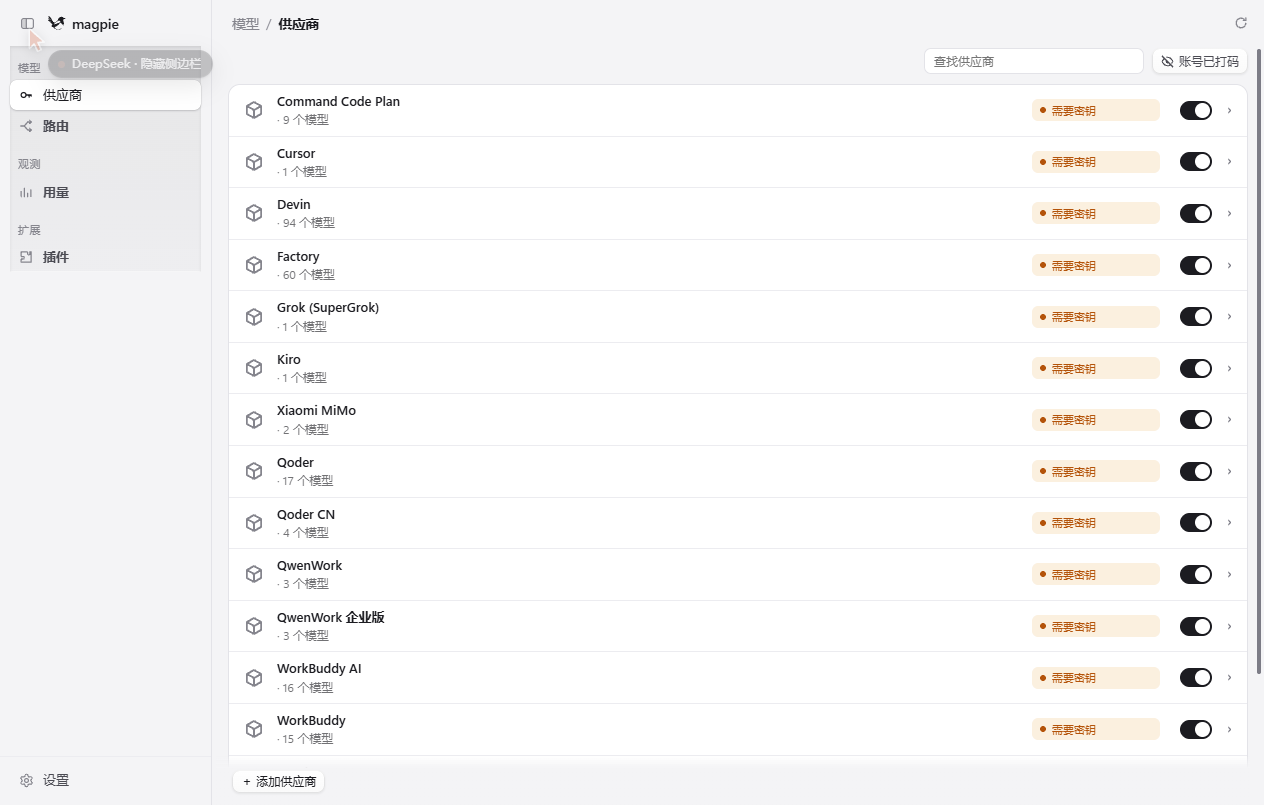 magpie
模型 / 供应商
模型
DeepSeek · 隐藏侧边栏
供应商
路由
观测
用量
扩展
插件
设置
查找供应商
账号已打码
Command Code Plan
· 9 个模型
需要密钥
Cursor
· 1 个模型
需要密钥
Devin
· 94 个模型
需要密钥
Factory
· 60 个模型
需要密钥
Grok (SuperGrok)
· 1 个模型
需要密钥
Kiro
· 1 个模型
需要密钥
Xiaomi MiMo
· 2 个模型
需要密钥
Qoder
· 17 个模型
需要密钥
Qoder CN
· 4 个模型
需要密钥
QwenWork
· 3 个模型
需要密钥
QwenWork 企业版
· 3 个模型
需要密钥
WorkBuddy AI
· 16 个模型
需要密钥
WorkBuddy
· 15 个模型
需要密钥
+ 添加供应商